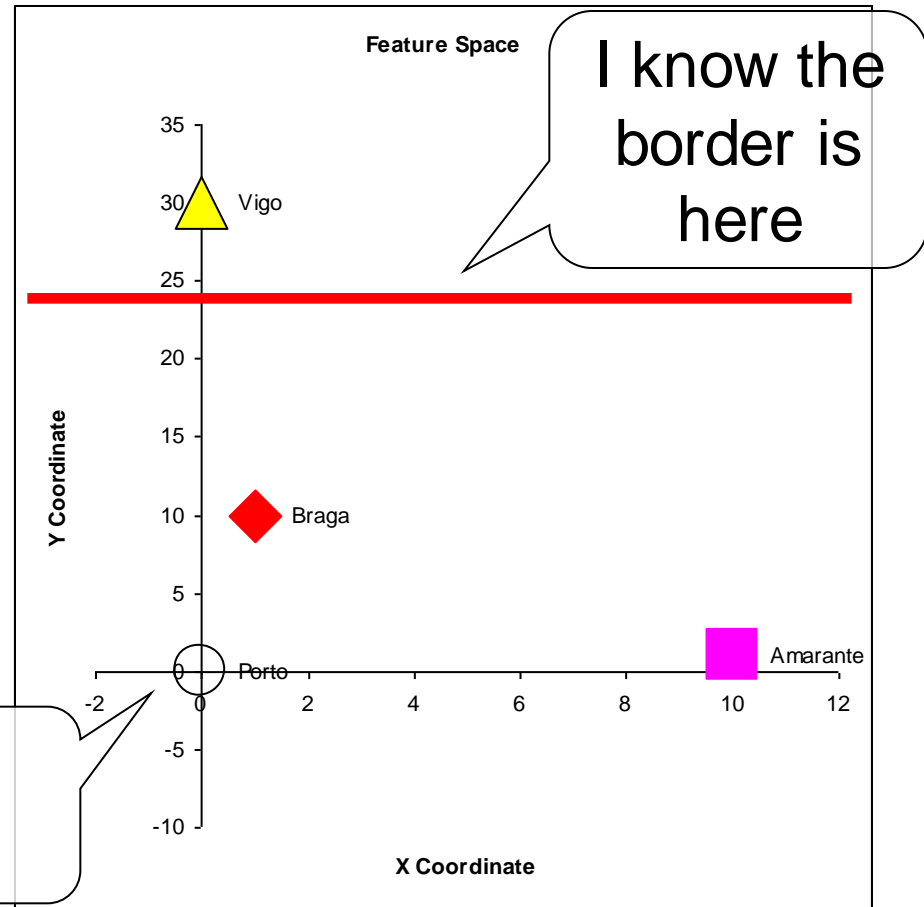 Feature Space
I know the
border is
here
35
30
Vigo
25
20
15
10
Braga
5
0
Porto
Amarante
-2
0
2
4
6
8
10
12
-5
-10
Y Coordinate
X Coordinate